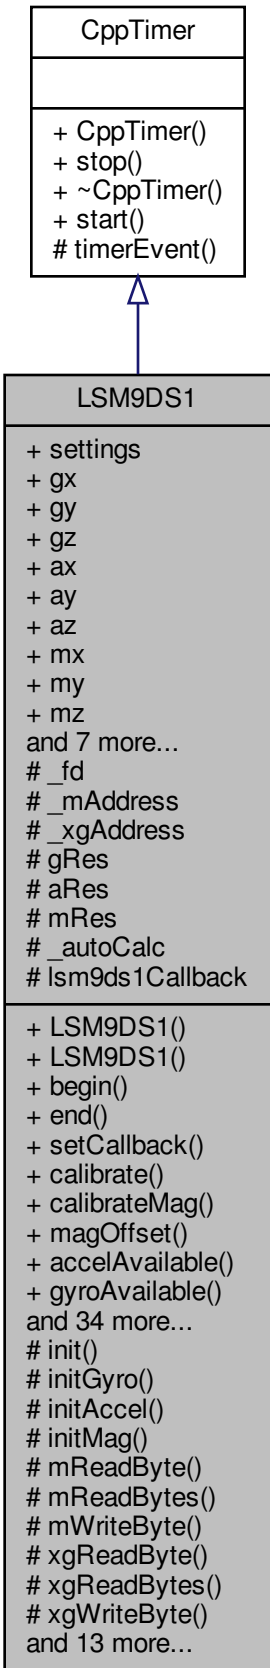 CppTimer
+ CppTimer()
+ stop()
+ ~CppTimer()
+ start()
# timerEvent()
LSM9DS1
+ settings
+ gx
+ gy
+ gz
+ ax
+ ay
+ az
+ mx
+ my
+ mz
and 7 more...
# _fd
# _mAddress
# _xgAddress
# gRes
# aRes
# mRes
# _autoCalc
# lsm9ds1Callback
+ LSM9DS1()
+ LSM9DS1()
+ begin()
+ end()
+ setCallback()
+ calibrate()
+ calibrateMag()
+ magOffset()
+ accelAvailable()
+ gyroAvailable()
and 34 more...
# init()
# initGyro()
# initAccel()
# initMag()
# mReadByte()
# mReadBytes()
# mWriteByte()
# xgReadByte()
# xgReadBytes()
# xgWriteByte()
and 13 more...